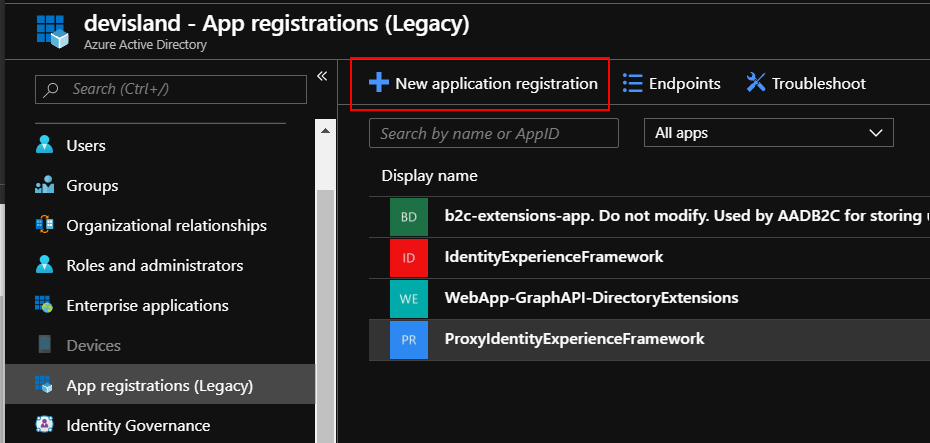 devisland - App registrations (Legacy)
Azure Active Directory
Search (Ctrl+/)
Users
Groups
Organizational relationships
Roles and administrators
Enterprise applications
Devices
App registrations (Legacy)
Identity Governance
New application registration
Endpoints
Troubleshoot
Search by name or AppID
All apps
Display name
BD b2c-extensions-app. Do not modify. Used by AADB2C for storing
ID IdentityExperienceFramework
WE WebApp-GraphAPI-DirectoryExtensions
PR ProxyIdentityExperienceFramework